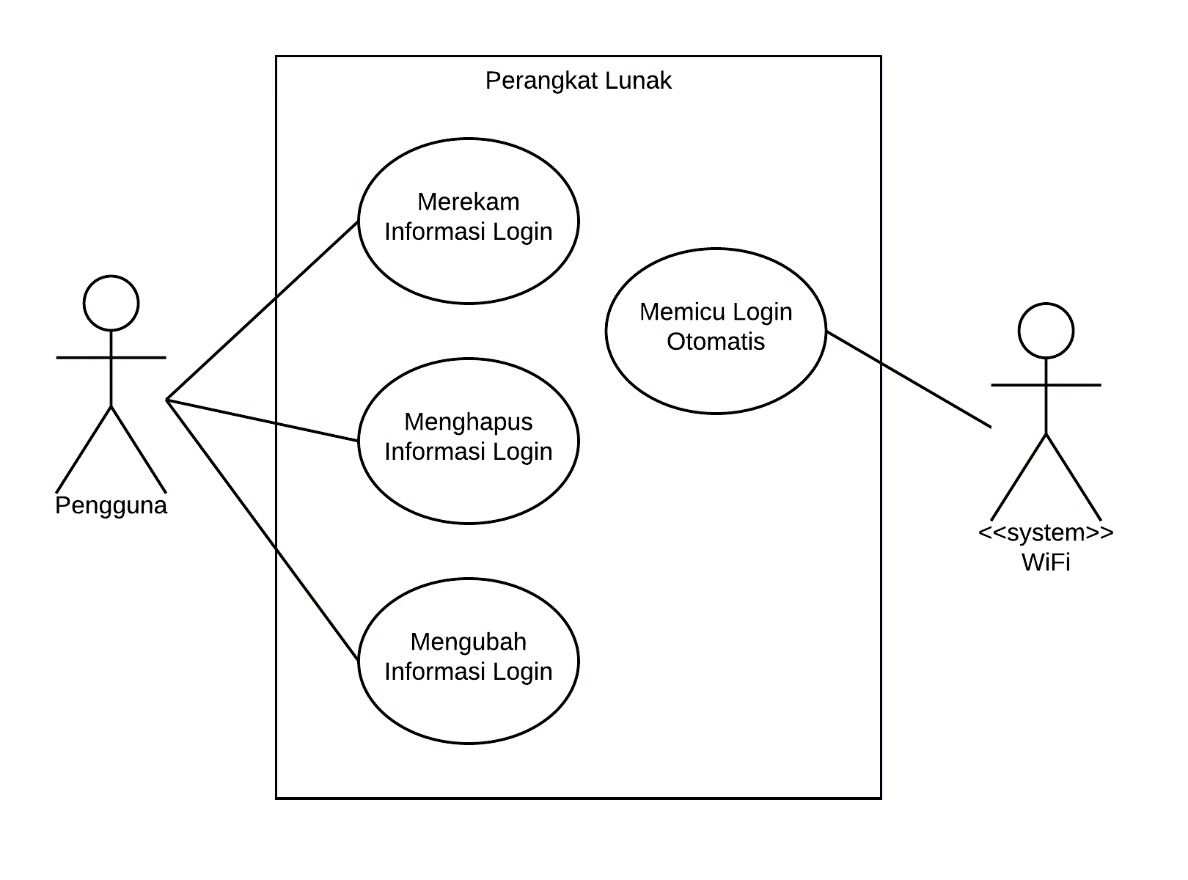 Perangkat Lunak
Merekam
Informasi Login
Memicu Login
Otomatis
Menghapus
Informasi Login
Pengguna
<<system>>
WiFi
Mengubah
Informasi Login